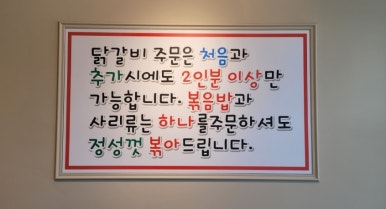 닭갈비 주문은 처음과
추가시에도 2인분 이상만
가능합니다. 볶음밥과
사리류는 하나를주문하셔도
정성껏 볶아드립니다.